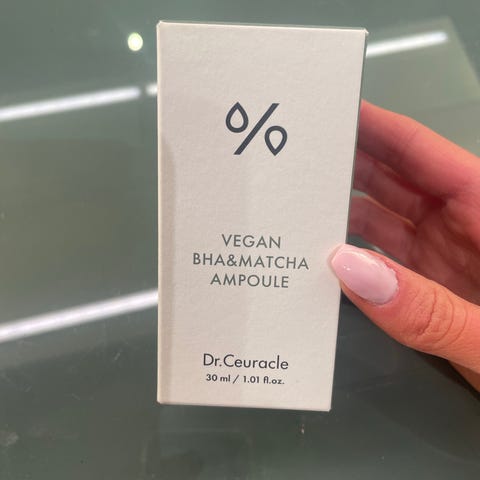 VEGAN
BHA&MATCHA
AMPOULE
Dr.Ceuracle
30 ml / 1.01 fl.oz.